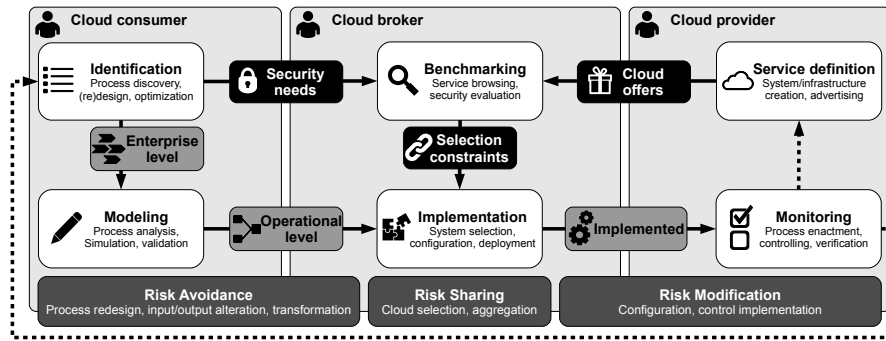 Cloud consumer
Cloud broker
Cloud provider
Identification
Process discovery,
(re)design, optimization
Security
needs
Benchmarking
Service browsing,
security evaluation
Cloud
offers
Service definition
System/infrastructure
creation, advertising
Enterprise
level
Selection
constraints
Modeling
Process analysis,
Simulation, validation
Operational
level
Implementation
System selection,
configuration, deployment
Implemented
Monitoring
Process enactment,
controlling, verification
Risk Avoidance
Process redesign, input/output alteration, transformation
Risk Sharing
Cloud selection, aggregation
Risk Modification
Configuration, control implementation